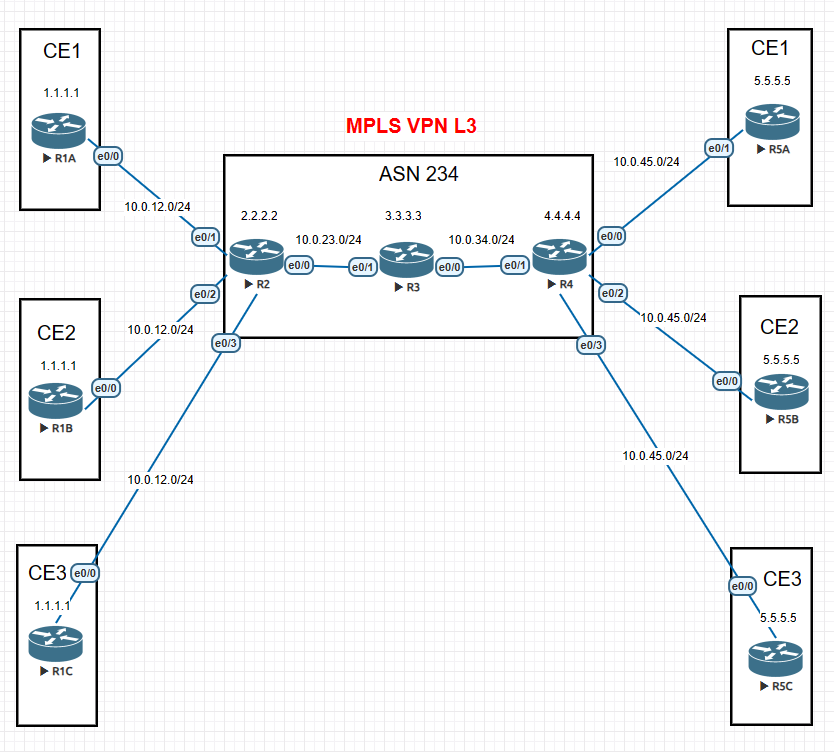 CE1
1.1.1.1
R1A
e0/0
10.0.12.0/24
e0/1
CE2
1.1.1.1
R1B
e0/0
10.0.12.0/24
e0/2
CE3
e0/0
1.1.1.1
R1C
10.0.12.0/24
e0/3
MPLS VPN L3
ASN 234
2.2.2.2
R2
e0/0
10.0.23.0/24
e0/1
3.3.3.3
R3
e0/0
10.0.34.0/24
e0/1
4.4.4.4
R4
e0/0
10.0.45.0/24
e0/1
CE1
5.5.5.5
R5A
e0/2
10.0.45.0/24
e0/0
CE2
5.5.5.5
R5B
e0/3
10.0.45.0/24
e0/0
CE3
5.5.5.5
R5C